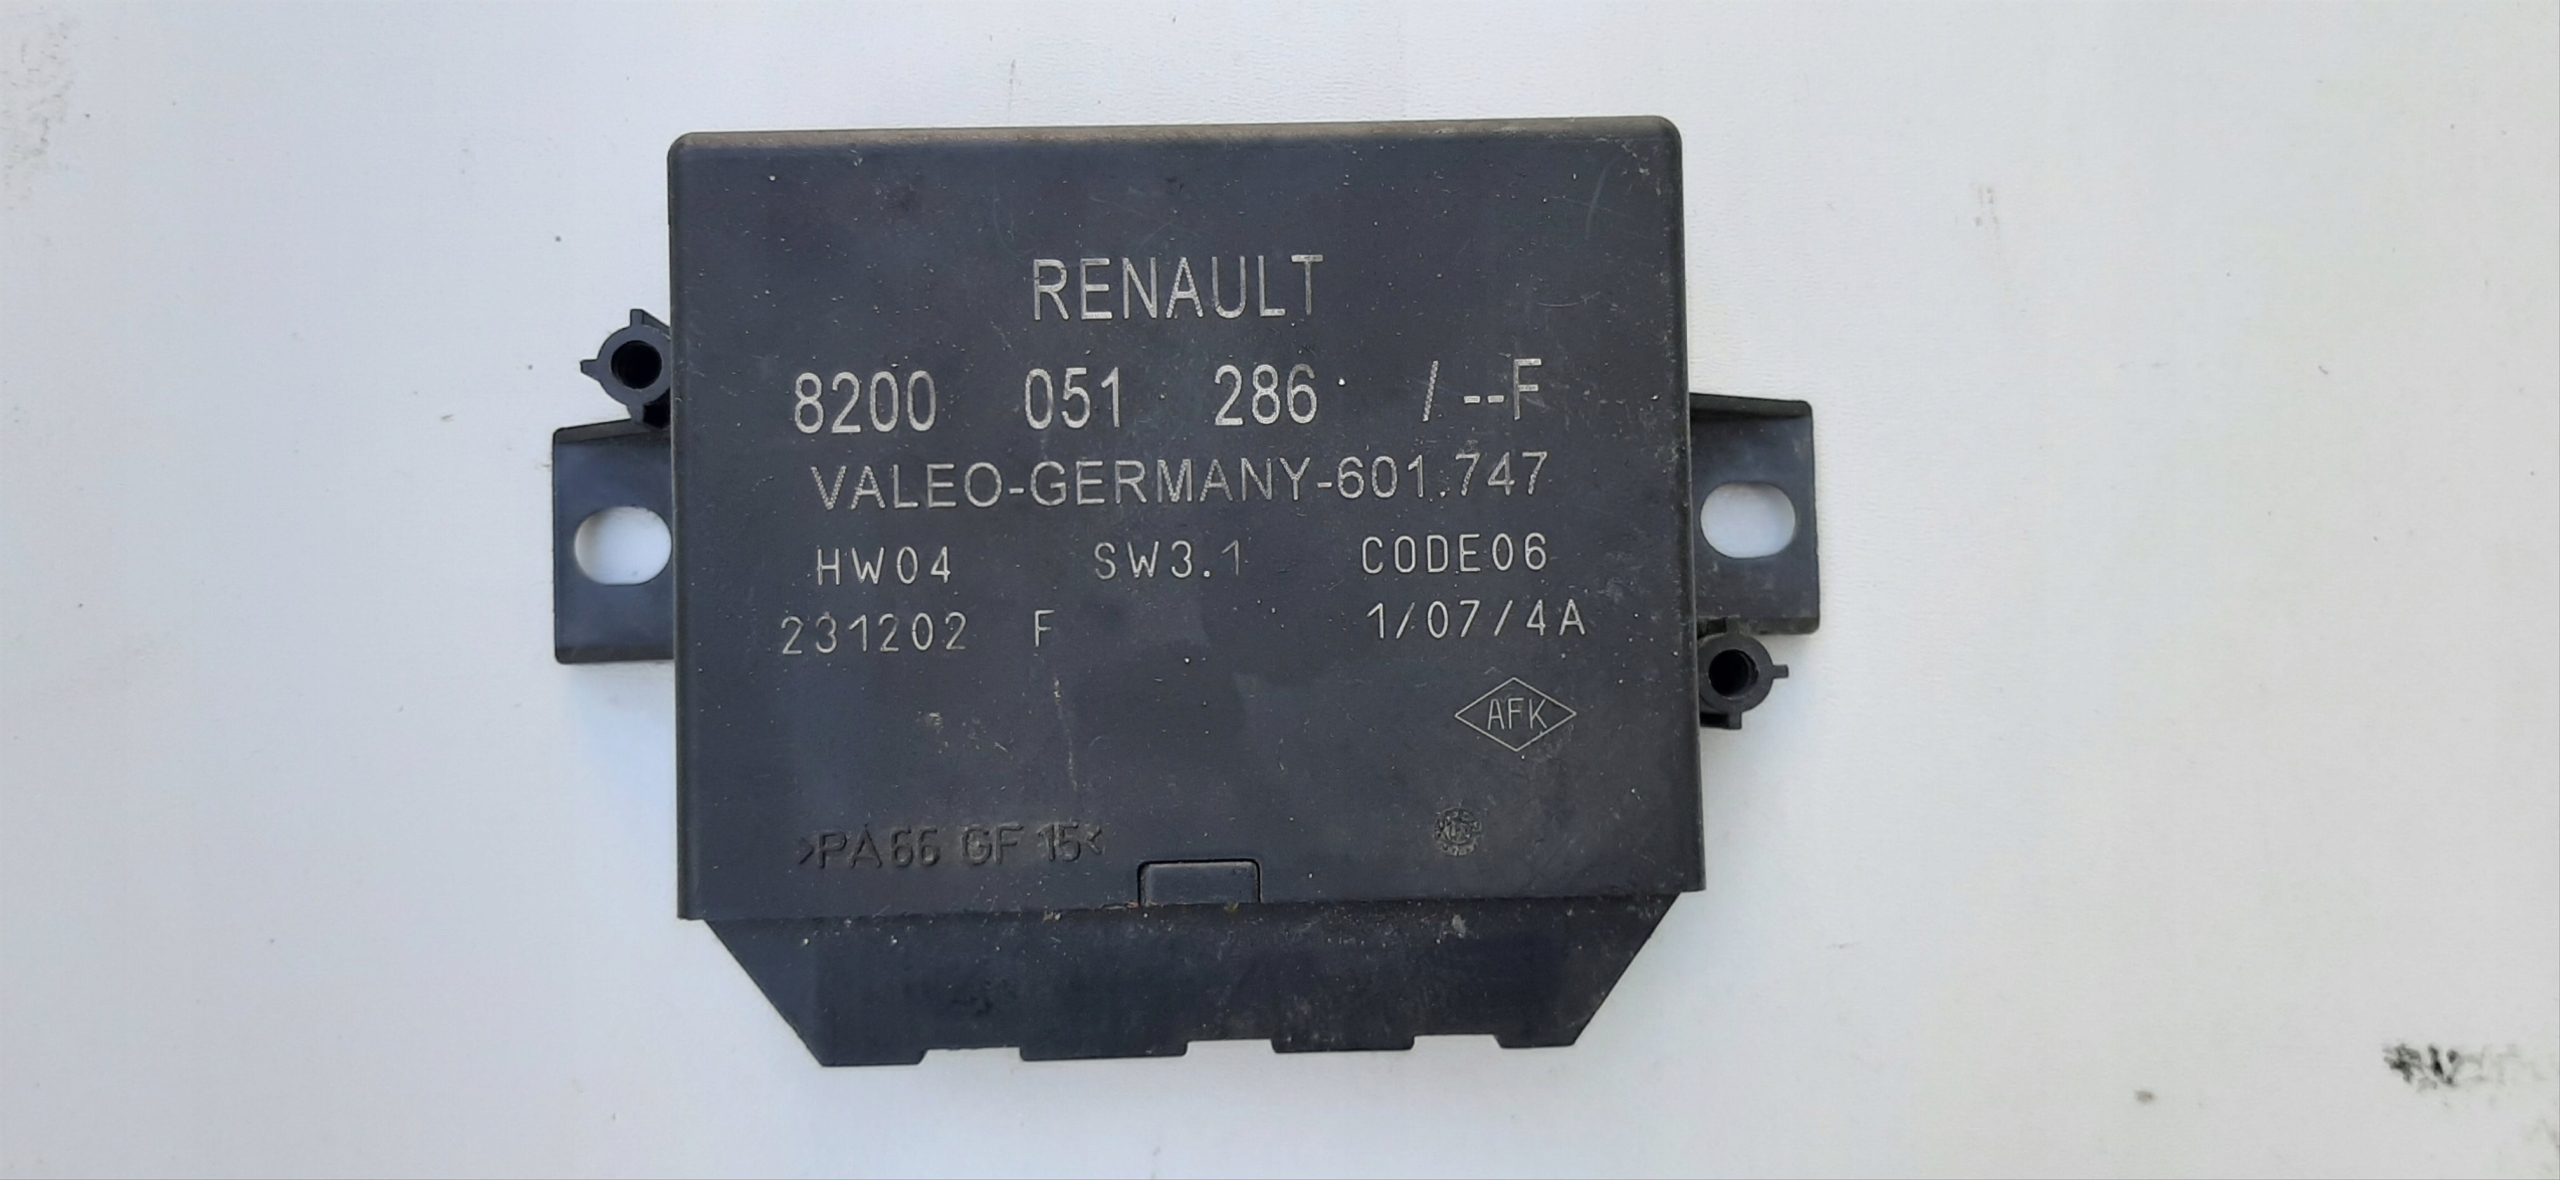 RENAULT
8200 051 286 /--F
VALEO-GERMANY-601.747
HW04 SW3.1 CODE06
231202 F 1/07/4A
AFK
>PA66 GF 15<